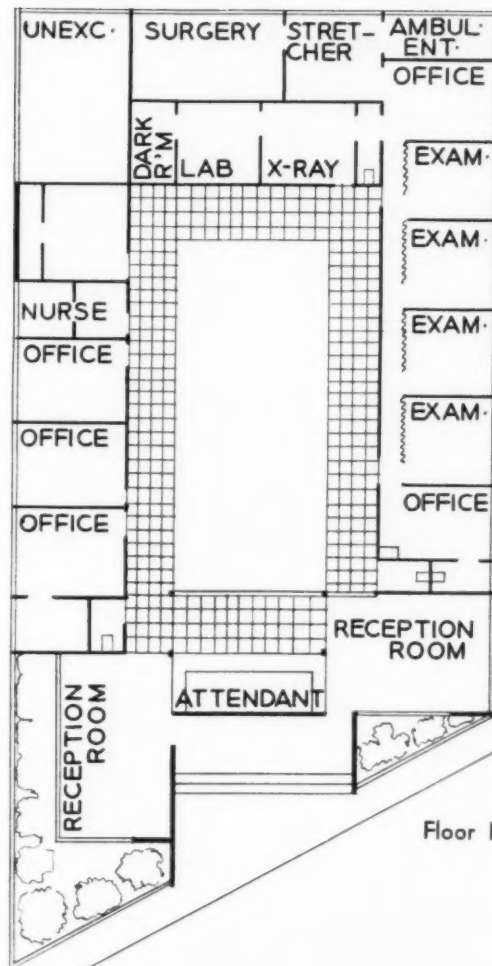 UNEXC.
SURGERY
STRET-
CHER
AMBUL-
ENT.
OFFICE
DARK
R'M
LAB
X-RAY
EXAM.
EXAM.
EXAM.
EXAM.
NURSE
OFFICE
OFFICE
OFFICE
OFFICE
RECEPTION
ROOM
ATTENDANT
RECEPTION
ROOM
Floor